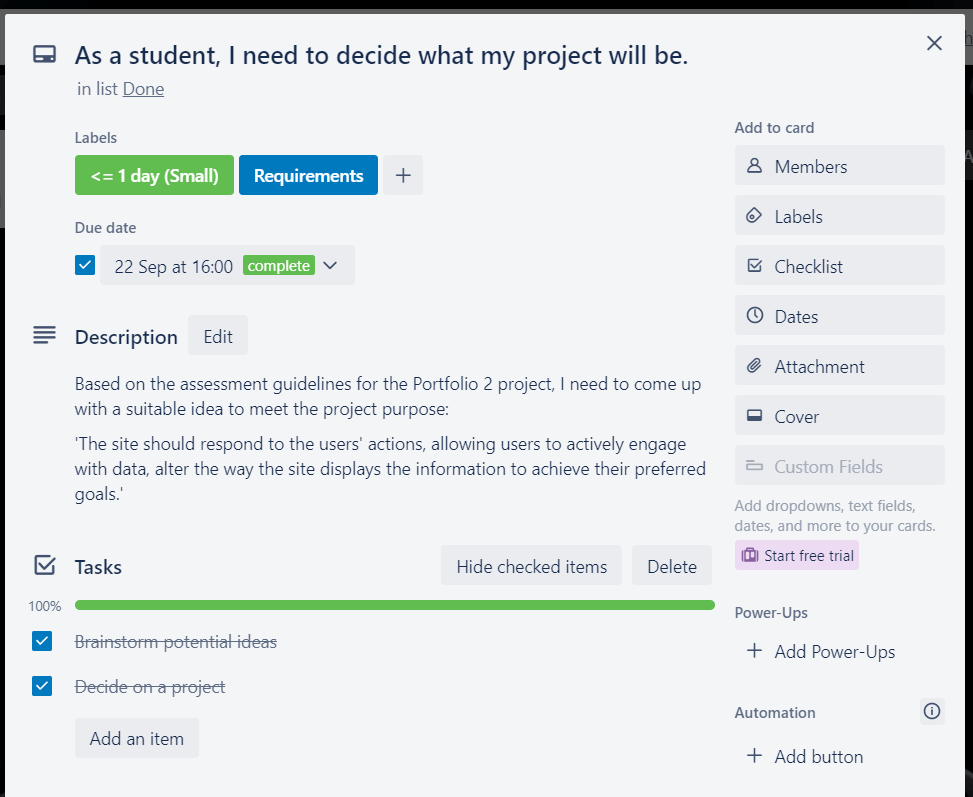 As a student, I need to decide what my project will be.
in list Done
Labels
<= 1 day (Small)
Requirements
Due date
22 Sep at 16:00 complete
Description
Edit
Based on the assessment guidelines for the Portfolio 2 project, I need to come up
with a suitable idea to meet the project purpose:
'The site should respond to the users' actions, allowing users to actively engage
with data, alter the way the site displays the information to achieve their preferred
goals.'
Tasks
Hide checked items
Delete
100%
Brainstorm potential ideas
Decide on a project
Add an item
Add to card
Members
Labels
Checklist
Dates
Attachment
Cover
Custom Fields
Add dropdowns, text fields,
dates, and more to your cards.
Start free trial
Power-Ups
+ Add Power-Ups
Automation
+ Add button